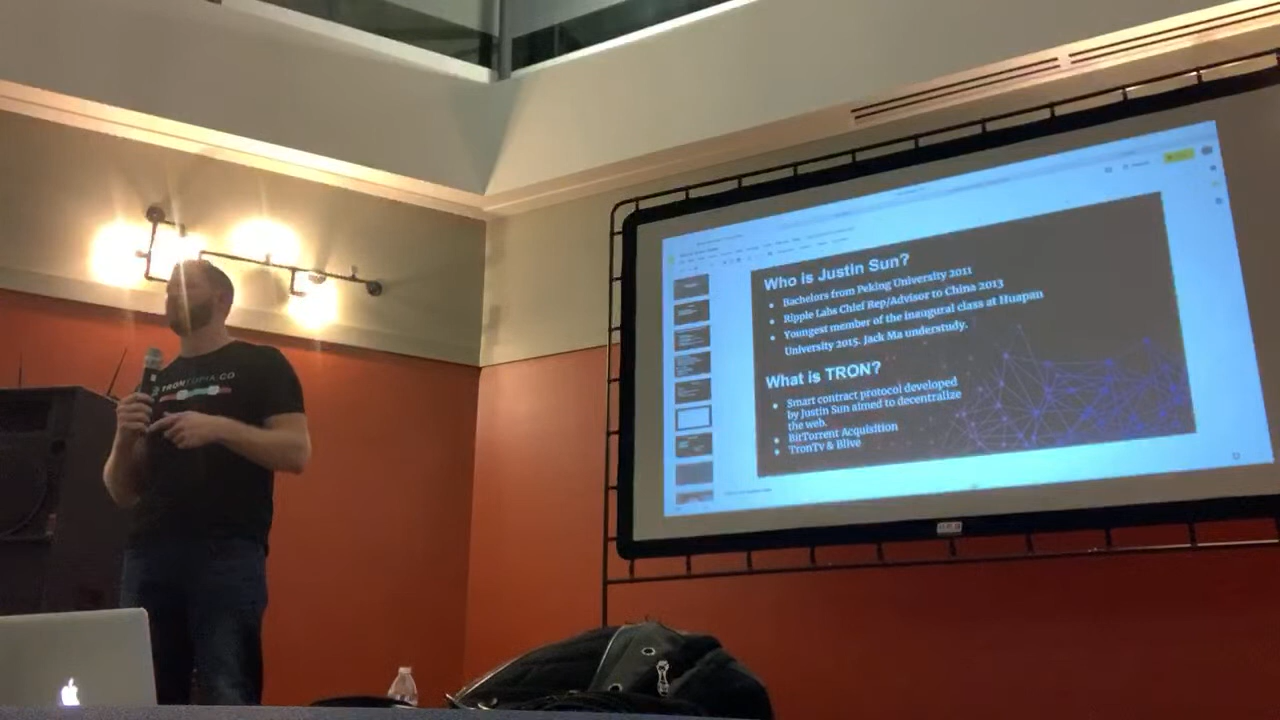 TRONTOPIA.CO
Who is Justin Sun?
Bachelors from Peking University 2011
Ripple Labs Chief Rep/Advisor to China 2013
Youngest member of the inaugural class at Huapan
University 2015. Jack Ma understudy.
What is TRON?
Smart contract protocol developed
by Justin Sun aimed to decentralize
the web.
BitTorrent Acquisition
TronTv & Blive